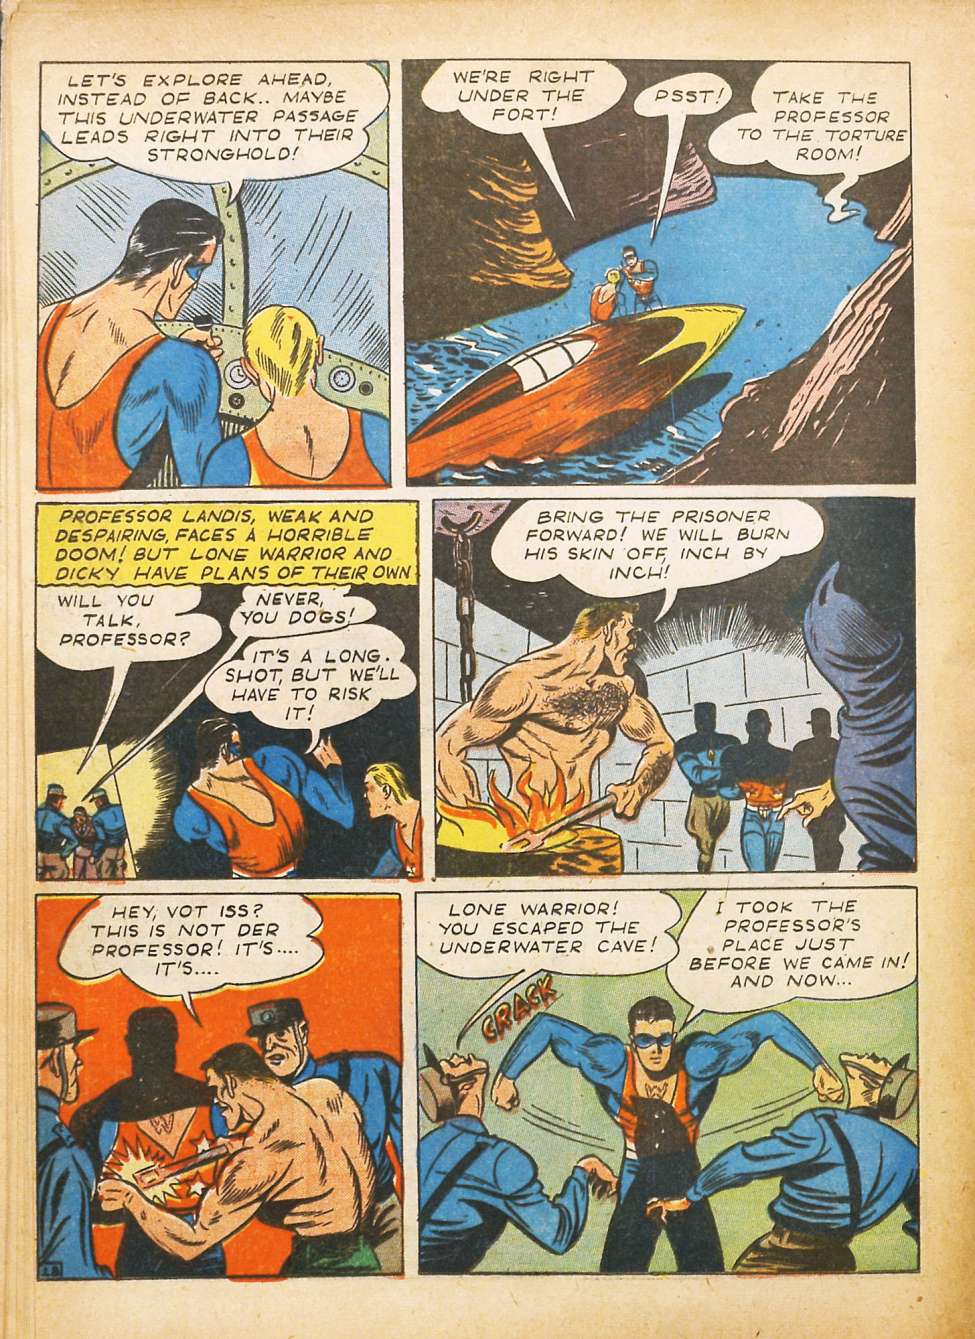 LET'S EXPLORE AHEAD,
INSTEAD OF BACK.. MAYBE
THIS UNDERWATER PASSAGE
LEADS RIGHT INTO THEIR
STRONGHOLD!
WE'RE RIGHT
UNDER THE
FORT!
PSST!
TAKE THE
PROFESSOR
TO THE TORTURE
ROOM!
PROFESSOR LANDIS, WEAK AND
DESPAIRING, FACES A HORRIBLE
DOOM! BUT LONE WARRIOR AND
DICKY HAVE PLANS OF THEIR OWN
WILL YOU
TALK,
PROFESSOR?
NEVER,
YOU DOGS!
IT'S A LONG
SHOT, BUT WE'LL
HAVE TO RISK
IT!
BRING THE PRISONER
FORWARD! WE WILL BURN
HIS SKIN OFF, INCH BY
INCH!
HEY, VOT ISS?
THIS IS NOT DER
PROFESSOR! IT'S....
IT'S....
W
LONE WARRIOR!
YOU ESCAPED THE
UNDERWATER CAVE!
CRACK
I TOOK THE
PROFESSOR'S
PLACE JUST
BEFORE WE CAME IN!
AND NOW...
W